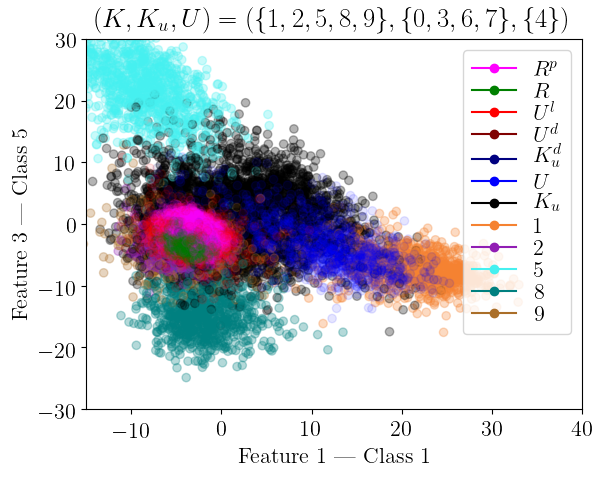 (K, K_u, U) = ({1, 2, 5, 8, 9}, {0, 3, 6, 7}, {4})
Feature 3 — Class 5
30
20
10
0
−10
−20
−30
−10
0
10
20
30
40
Feature 1 — Class 1
R^p
R
U^l
U^d
K_u^d
U
K_u
1
2
5
8
9